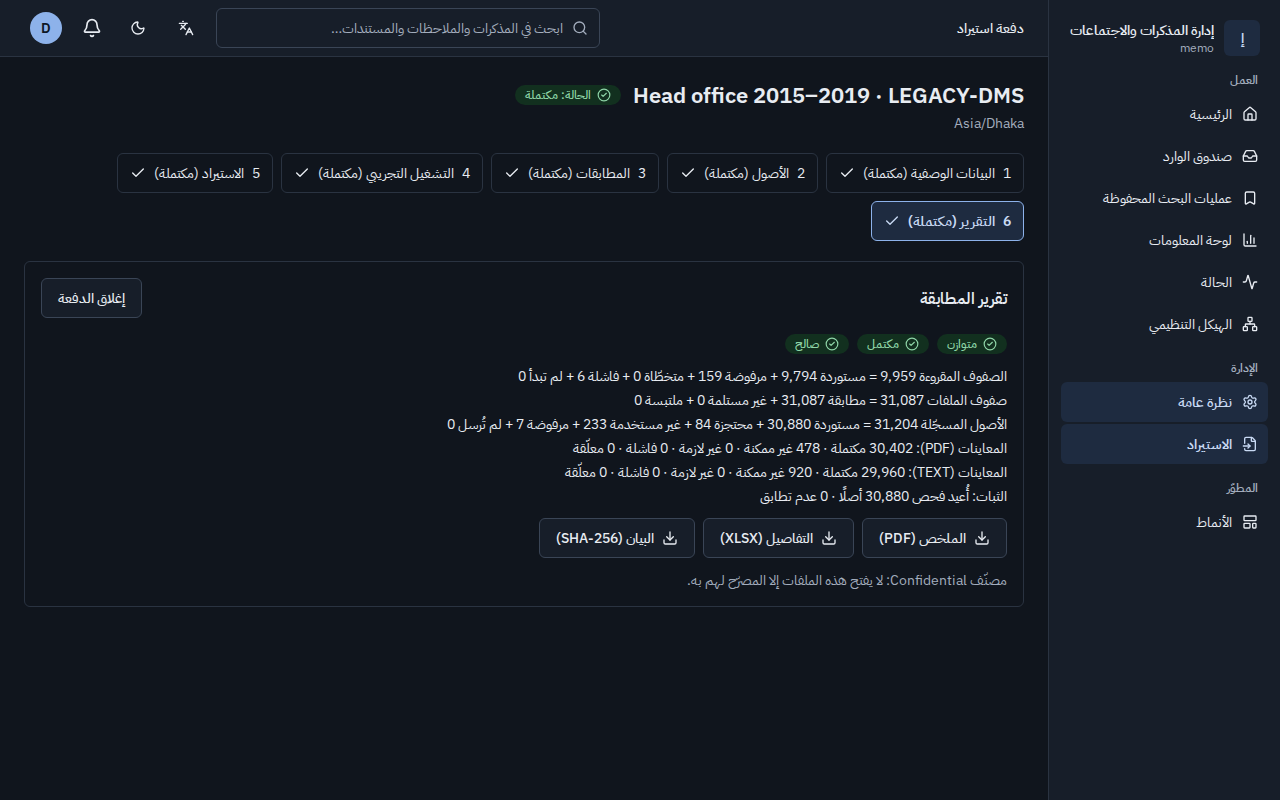 إ
إدارة المذكرات والاجتماعات
memo
العمل
الرئيسية
صندوق الوارد
عمليات البحث المحفوظة
لوحة المعلومات
الحالة
الهيكل التنظيمي
الإدارة
نظرة عامة
الاستيراد
المطوّر
الأنماط
دفعة استيراد
ابحث في المذكرات والملاحظات والمستندات...
D
Head office 2015–2019 · LEGACY-DMS
الحالة: مكتملة
Asia/Dhaka
1 البيانات الوصفية (مكتملة)
2 الأصول (مكتملة)
3 المطابقات (مكتملة)
4 التشغيل التجريبي (مكتملة)
5 الاستيراد (مكتملة)
6 التقرير (مكتملة)
تقرير المطابقة
إغلاق الدفعة
متوازن
مكتمل
صالح
الصفوف المقروءة 9,959 = مستوردة 9,794 + مرفوضة 159 + متخطّاة 0 + فاشلة 6 + لم تبدأ 0
صفوف الملفات 31,087 = مطابقة 31,087 + غير مستلمة 0 + ملتبسة 0
الأصول المسجّلة 31,204 = مستوردة 30,880 + محتجزة 84 + غير مستخدمة 233 + مرفوضة 7 + لم تُرسل 0
المعاينات (PDF): 30,402 مكتملة · 478 غير ممكنة · 0 غير لازمة · 0 فاشلة · 0 معلّقة
المعاينات (TEXT): 29,960 مكتملة · 920 غير ممكنة · 0 غير لازمة · 0 فاشلة · 0 معلّقة
الثبات: أُعيد فحص 30,880 أصلًا · 0 عدم تطابق
الملخص (PDF)
التفاصيل (XLSX)
البيان (SHA-256)
مصنّف Confidential: لا يفتح هذه الملفات إلا المصرّح لهم به.